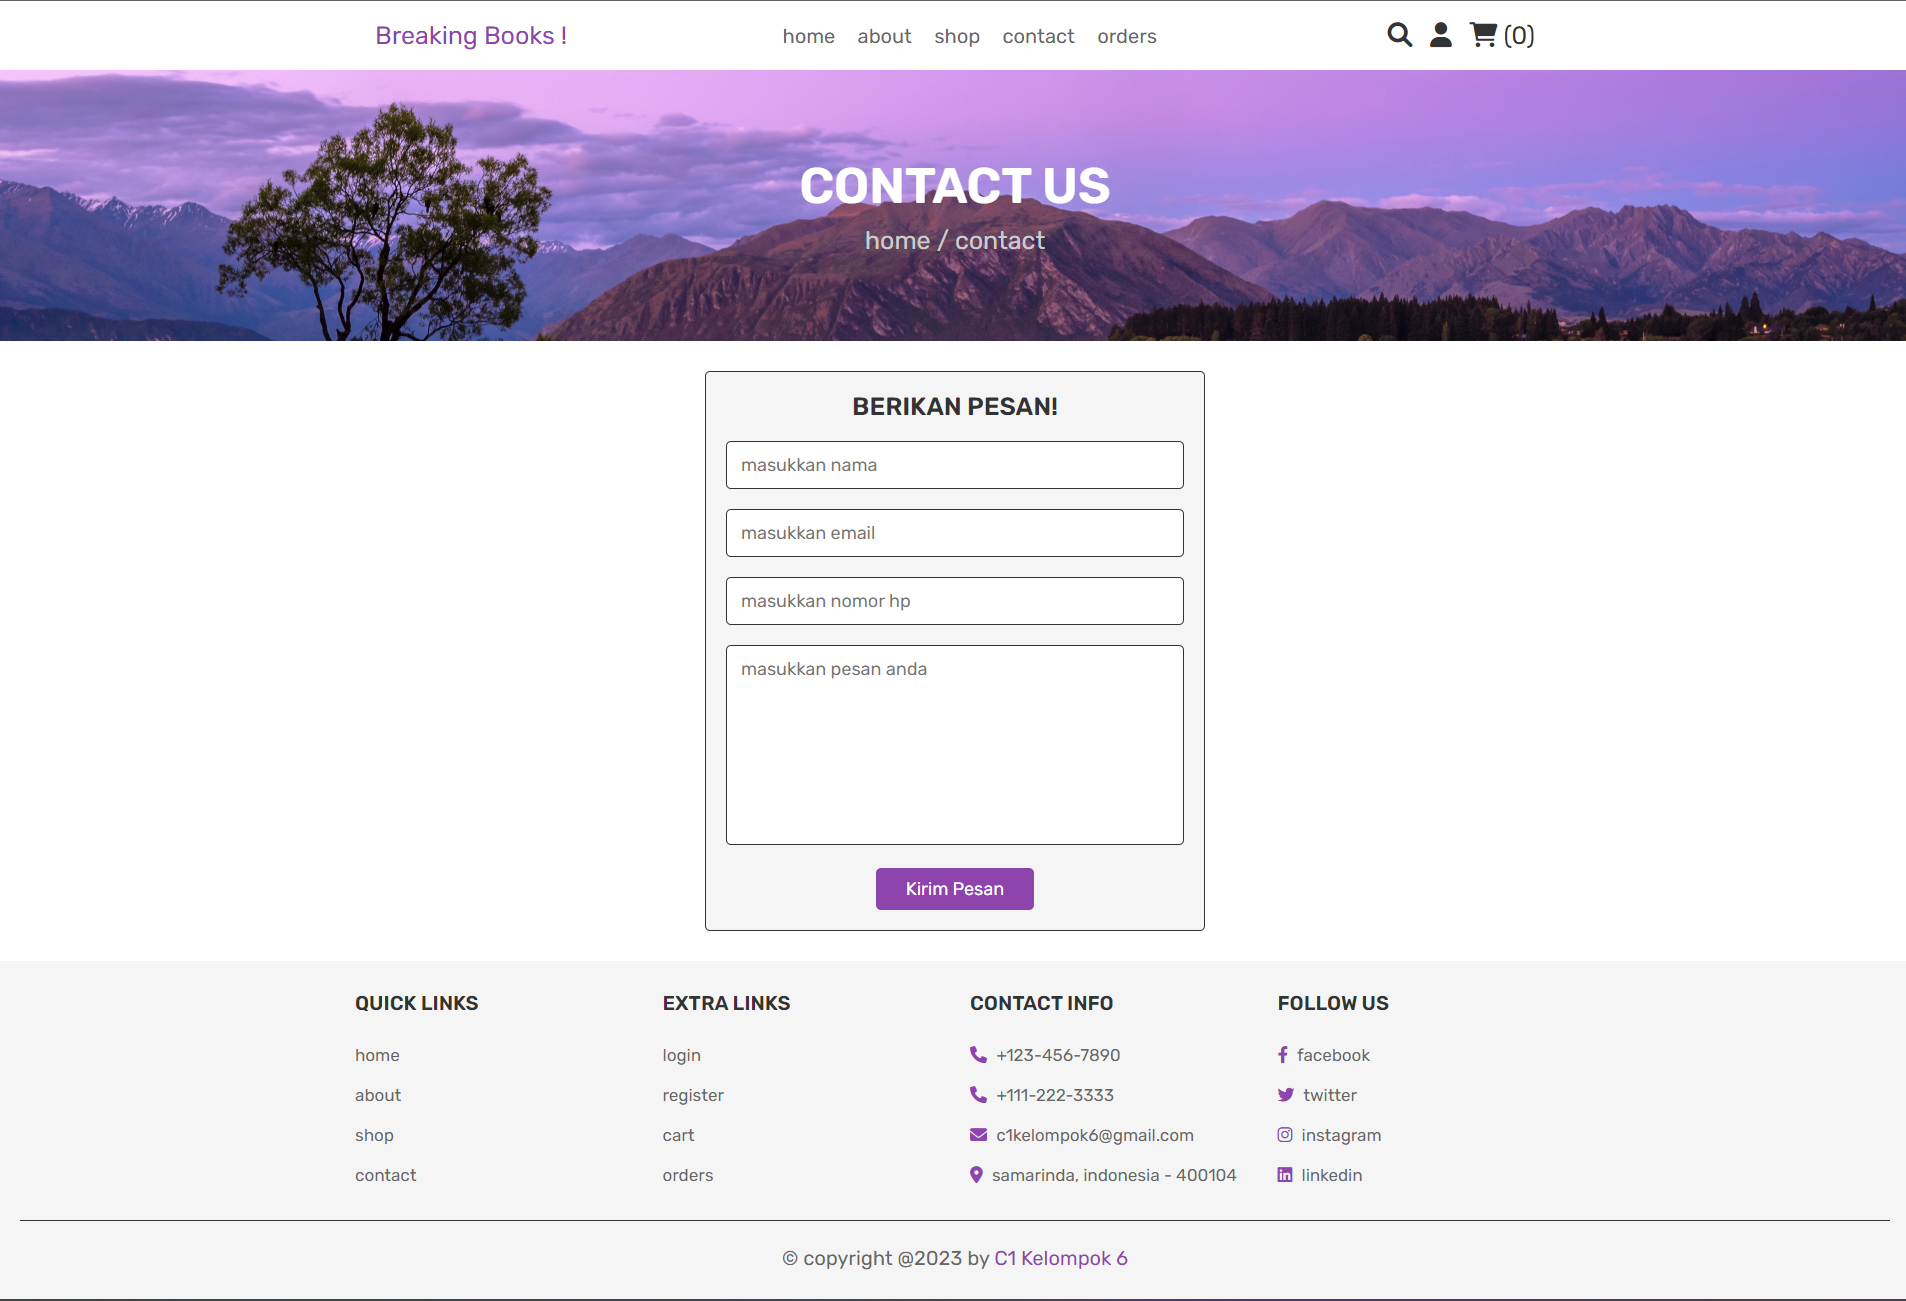 Breaking Books !
home about shop contact orders
(0)
CONTACT US
home / contact
BERIKAN PESAN!
masukkan nama
masukkan email
masukkan nomor hp
masukkan pesan anda
Kirim Pesan
QUICK LINKS
home
about
shop
contact
EXTRA LINKS
login
register
cart
orders
CONTACT INFO
+123-456-7890
+111-222-3333
c1kelompok6@gmail.com
samarinda, indonesia - 400104
FOLLOW US
facebook
twitter
instagram
linkedin
© copyright @2023 by C1 Kelompok 6